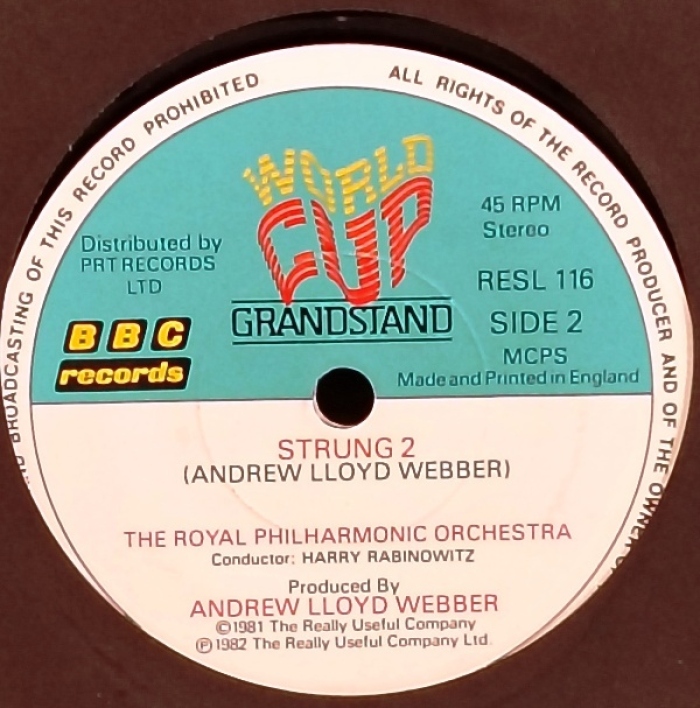 ALL RIGHTS OF THE RECORD PRODUCER AND OF THE OWNER
BROADCASTING OF THIS RECORD PROHIBITED
WORLD
CUP
GRANDSTAND
Distributed by
PRT RECORDS
LTD
BBC
records
45 RPM
Stereo
RESL 116
SIDE 2
MCPS
Made and Printed in England
STRUNG 2
(ANDREW LLOYD WEBBER)
THE ROYAL PHILHARMONIC ORCHESTRA
Conductor: HARRY RABINOWITZ
Produced By
ANDREW LLOYD WEBBER
©1981 The Really Useful Company
℗1982 The Really Useful Company Ltd.